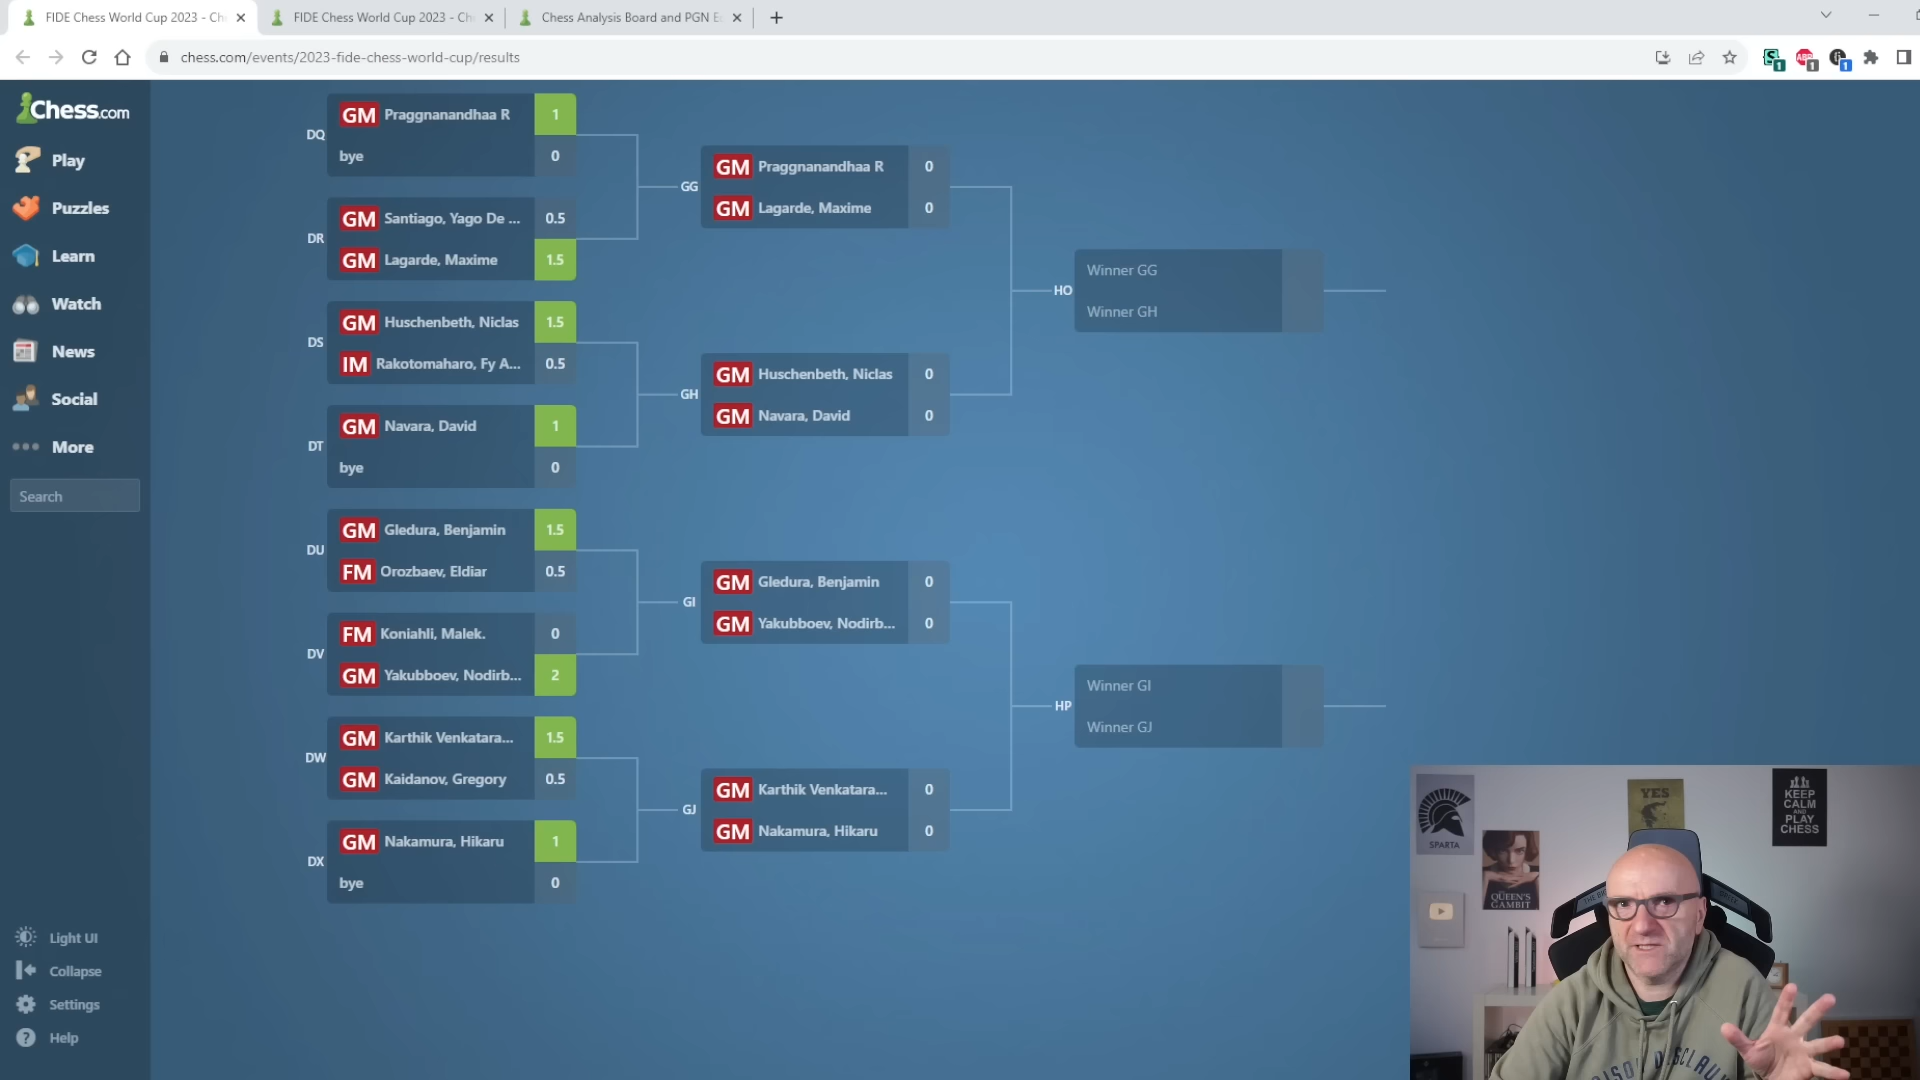 FIDE Chess World Cup 2023 - Ch
FIDE Chess World Cup 2023 - Che
Chess Analysis Board and PGN E
chess.com/events/2023-fide-chess-world-cup/results
Chess.com
Play
Puzzles
Learn
Watch
News
Social
More
Search
Light UI
Collapse
Settings
Help
DQ
GM Praggnanandhaa R 1
bye 0
DR
GM Santiago, Yago De ... 0.5
GM Lagarde, Maxime 1.5
DS
GM Huschenbeth, Niclas 1.5
IM Rakotomaharo, Fy A... 0.5
DT
GM Navara, David 1
bye 0
DU
GM Gledura, Benjamin 1.5
FM Orozbaev, Eldiar 0.5
DV
FM Koniahli, Malek. 0
GM Yakubboev, Nodirb... 2
DW
GM Karthik Venkatara... 1.5
GM Kaidanov, Gregory 0.5
DX
GM Nakamura, Hikaru 1
bye 0
GG
GM Praggnanandhaa R 0
GM Lagarde, Maxime 0
GH
GM Huschenbeth, Niclas 0
GM Navara, David 0
GI
GM Gledura, Benjamin 0
GM Yakubboev, Nodirb... 0
GJ
GM Karthik Venkatara... 0
GM Nakamura, Hikaru 0
HO
Winner GG
Winner GH
HP
Winner GI
Winner GJ
SPARTA
YES
KEEP
CALM
AND
PLAY
CHESS
THE
QUEEN'S
GAMBIT